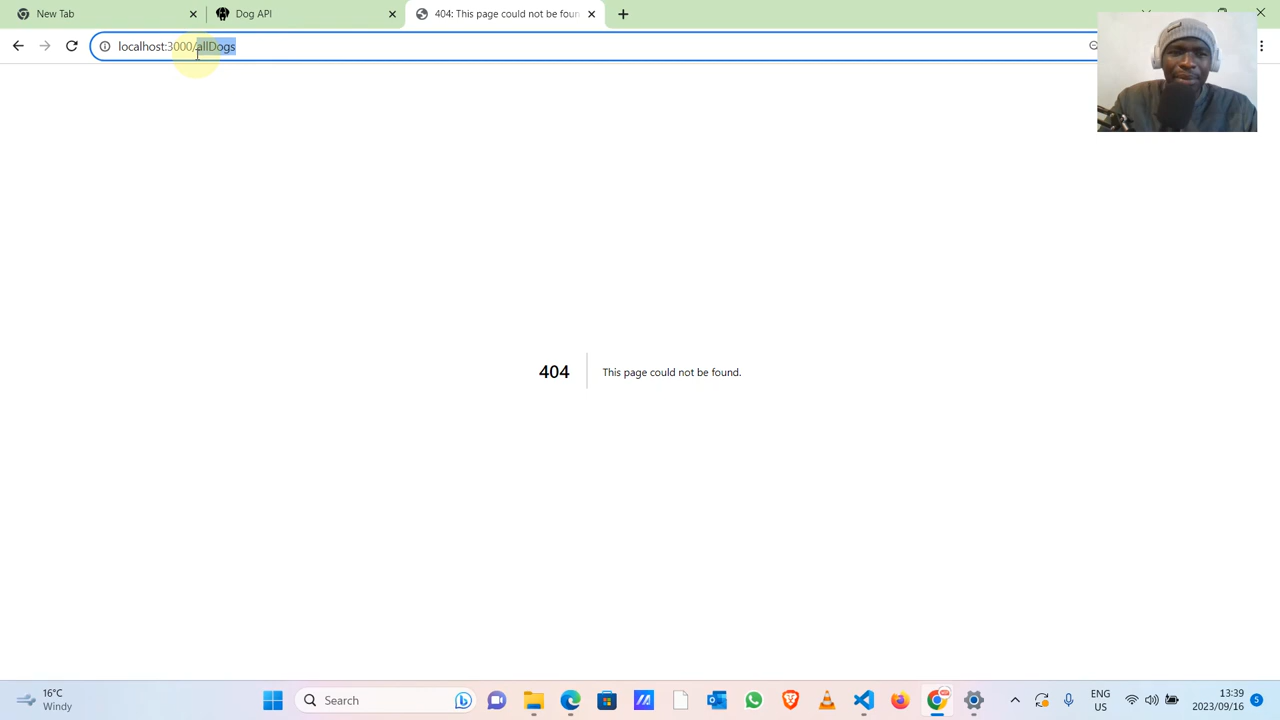 New Tab
Dog API
404: This page could not be foun
localhost:3000/allDogs
404
This page could not be found.
16°C
Windy
Search
ENG
US
13:39
2023/09/16
5